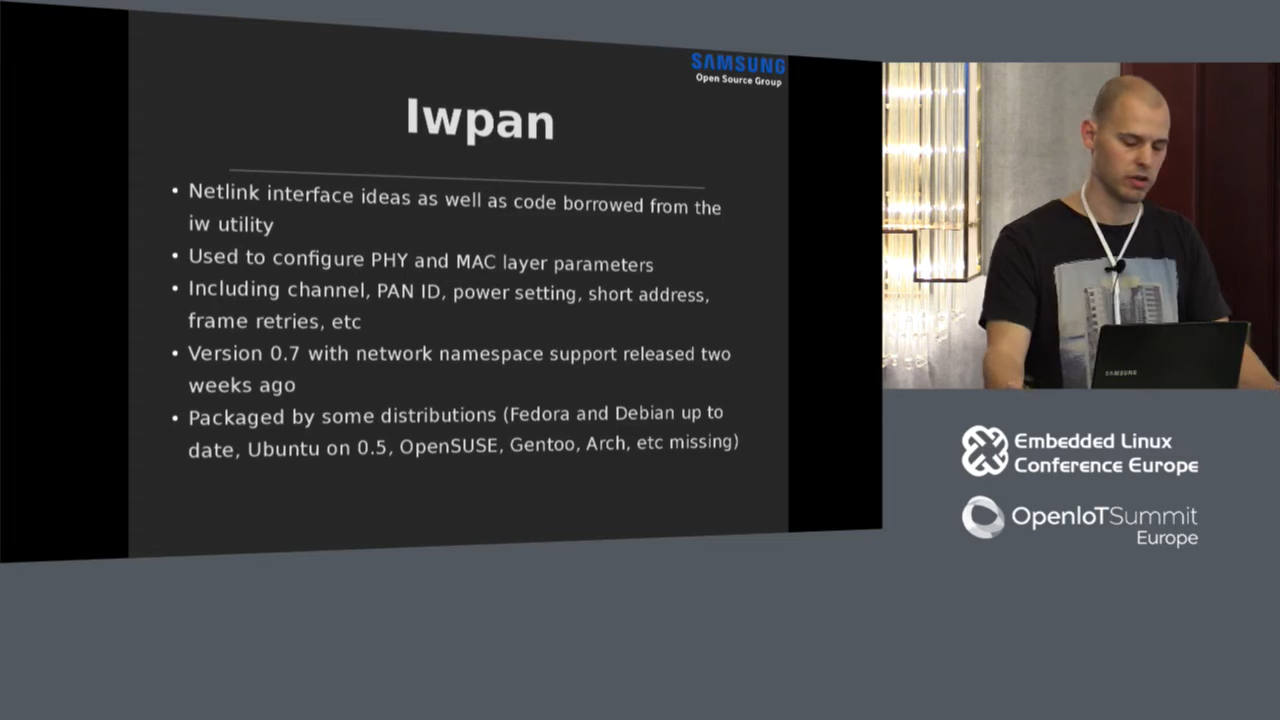 SAMSUNG
Open Source Group
Iwpan
• Netlink interface ideas as well as code borrowed from the
iw utility
• Used to configure PHY and MAC layer parameters
• Including channel, PAN ID, power setting, short address,
frame retries, etc
• Version 0.7 with network namespace support released two
weeks ago
• Packaged by some distributions (Fedora and Debian up to
date, Ubuntu on 0.5, OpenSUSE, Gentoo, Arch, etc missing)
SAMSUNG
Embedded Linux
Conference Europe
OpenIoTSummit
Europe